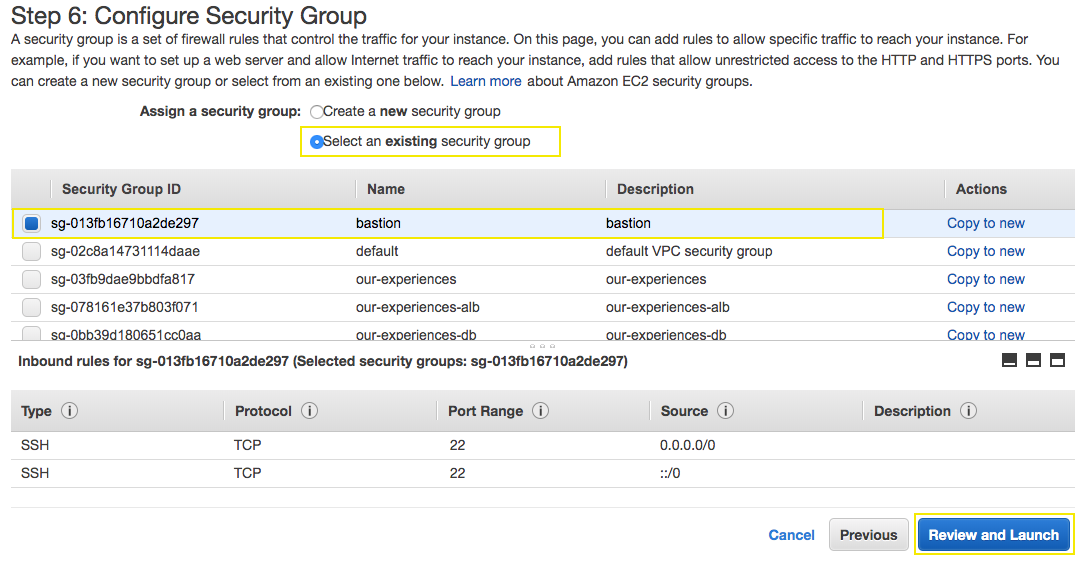 Step 6: Configure Security Group
A security group is a set of firewall rules that control the traffic for your instance. On this page, you can add rules to allow specific traffic to reach your instance. For
example, if you want to set up a web server and allow Internet traffic to reach your instance, add rules that allow unrestricted access to the HTTP and HTTPS ports. You
can create a new security group or select from an existing one below. Learn more about Amazon EC2 security groups.
Assign a security group: Create a new security group
Select an existing security group
Security Group ID Name Description Actions
sg-013fb16710a2de297 bastion bastion Copy to new
sg-02c8a14731114daae default default VPC security group Copy to new
sg-03fb9dae9bbdfa817 our-experiences our-experiences Copy to new
sg-078161e37b803f071 our-experiences-alb our-experiences-alb Copy to new
sg-0bb39d180651cc0aa our-experiences-db our-experiences-db Copy to new
Inbound rules for sg-013fb16710a2de297 (Selected security groups: sg-013fb16710a2de297)
Type i Protocol i Port Range i Source i Description i
SSH TCP 22 0.0.0.0/0
SSH TCP 22 ::/0
Cancel Previous Review and Launch